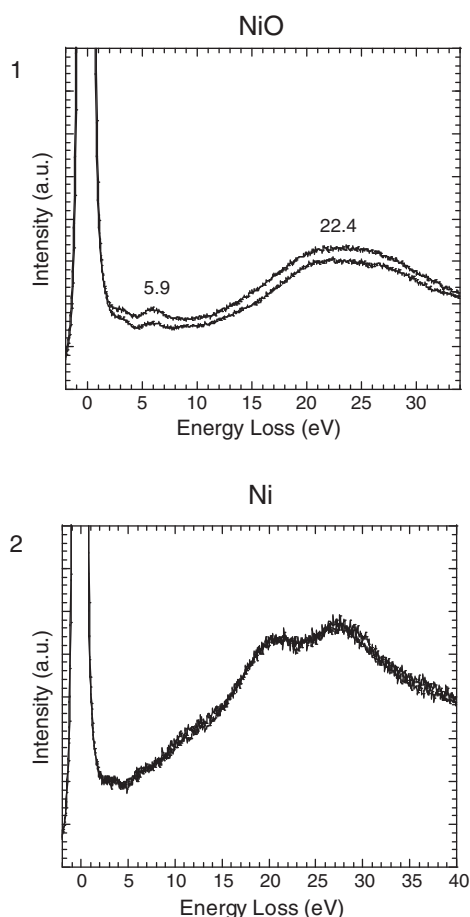 NiO
1
Intensity (a.u.)
5.9
22.4
0 5 10 15 20 25 30
Energy Loss (eV)
Ni
2
Intensity (a.u.)
0 5 10 15 20 25 30 35 40
Energy Loss (eV)